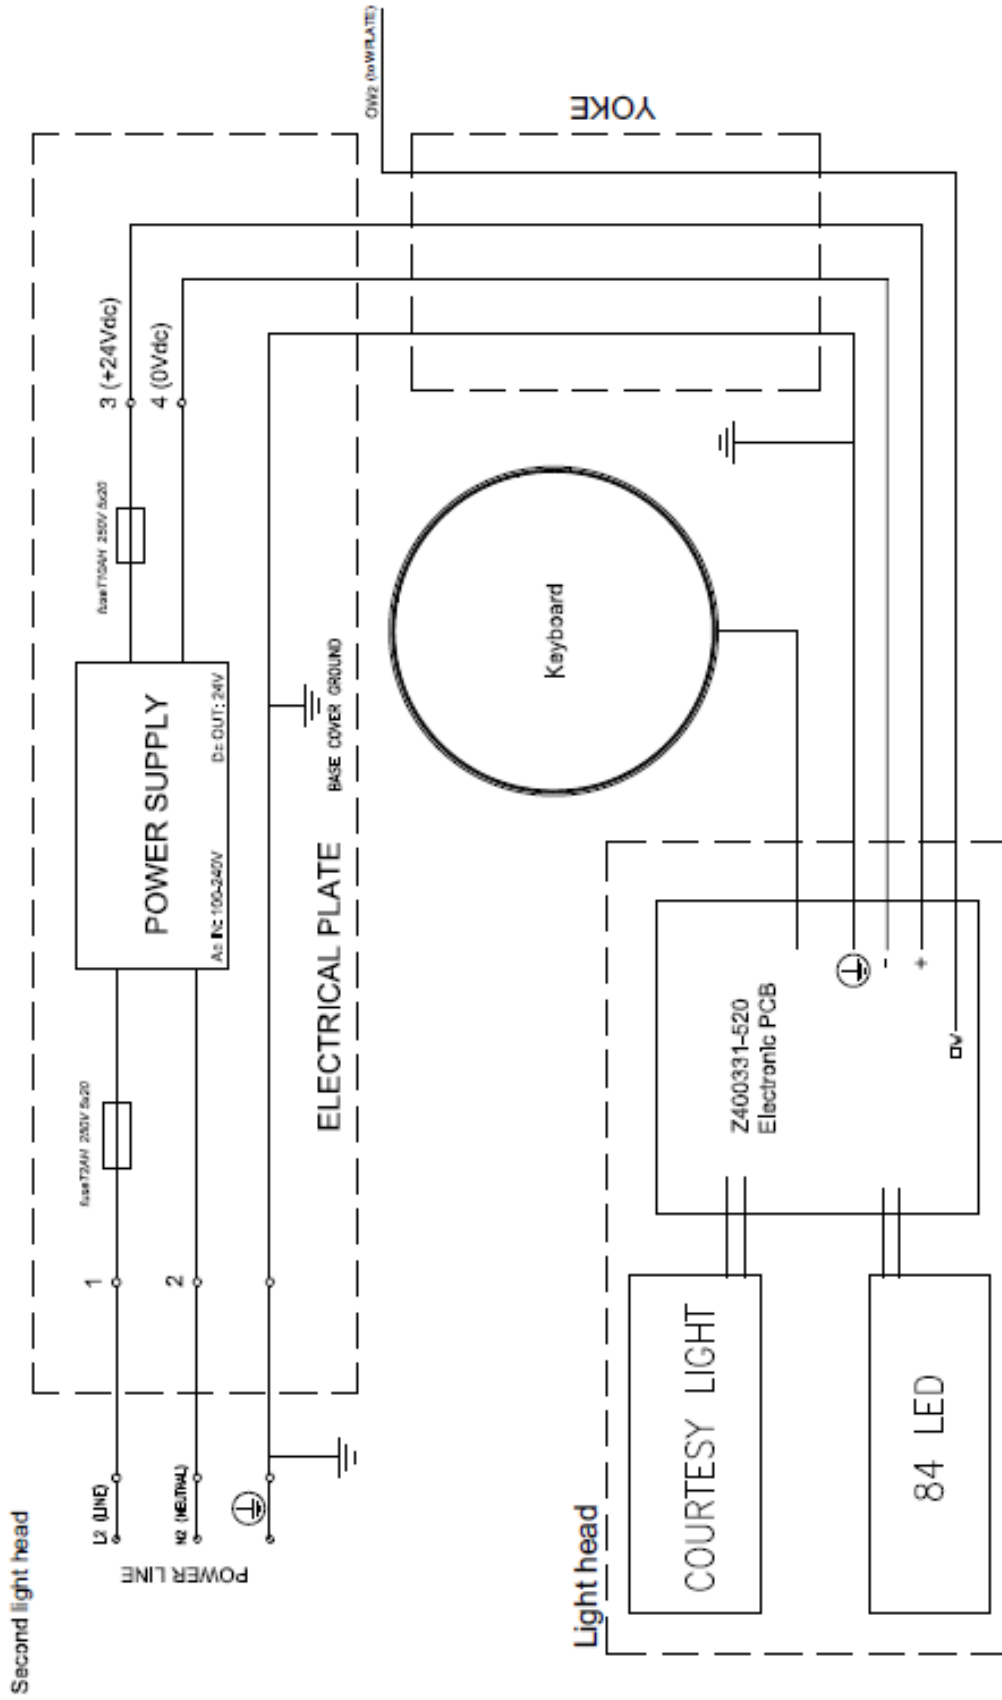 Second light head
POWER LINE
L2 (LINE)
N2 (NEUTRAL)
1
2
fuseT2AH 250V 5x20
POWER SUPPLY
Ac IN: 100-240V
Dc OUT: 24V
fuseT10AH 250V 5x20
3 (+24Vdc)
4 (0Vdc)
ELECTRICAL PLATE
BASE COVER GROUND
YOKE
Keyboard
Light head
COURTESY LIGHT
84 LED
Z400331-520
Electronic PCB
-
+